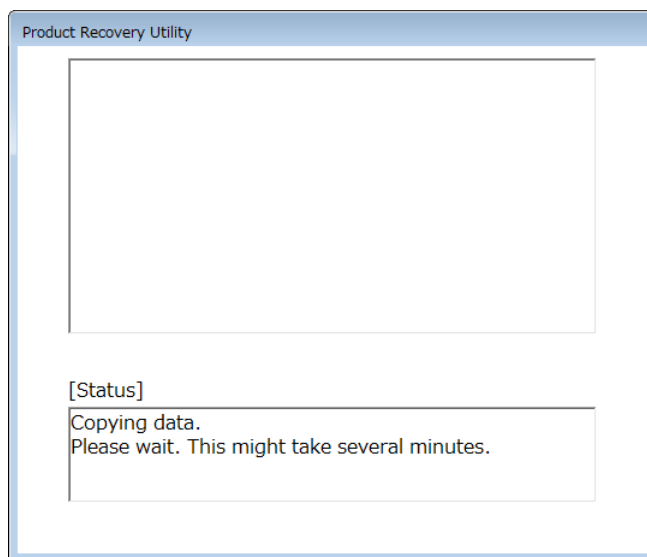 Product Recovery Utility
[Status]
Copying data.
Please wait. This might take several minutes.